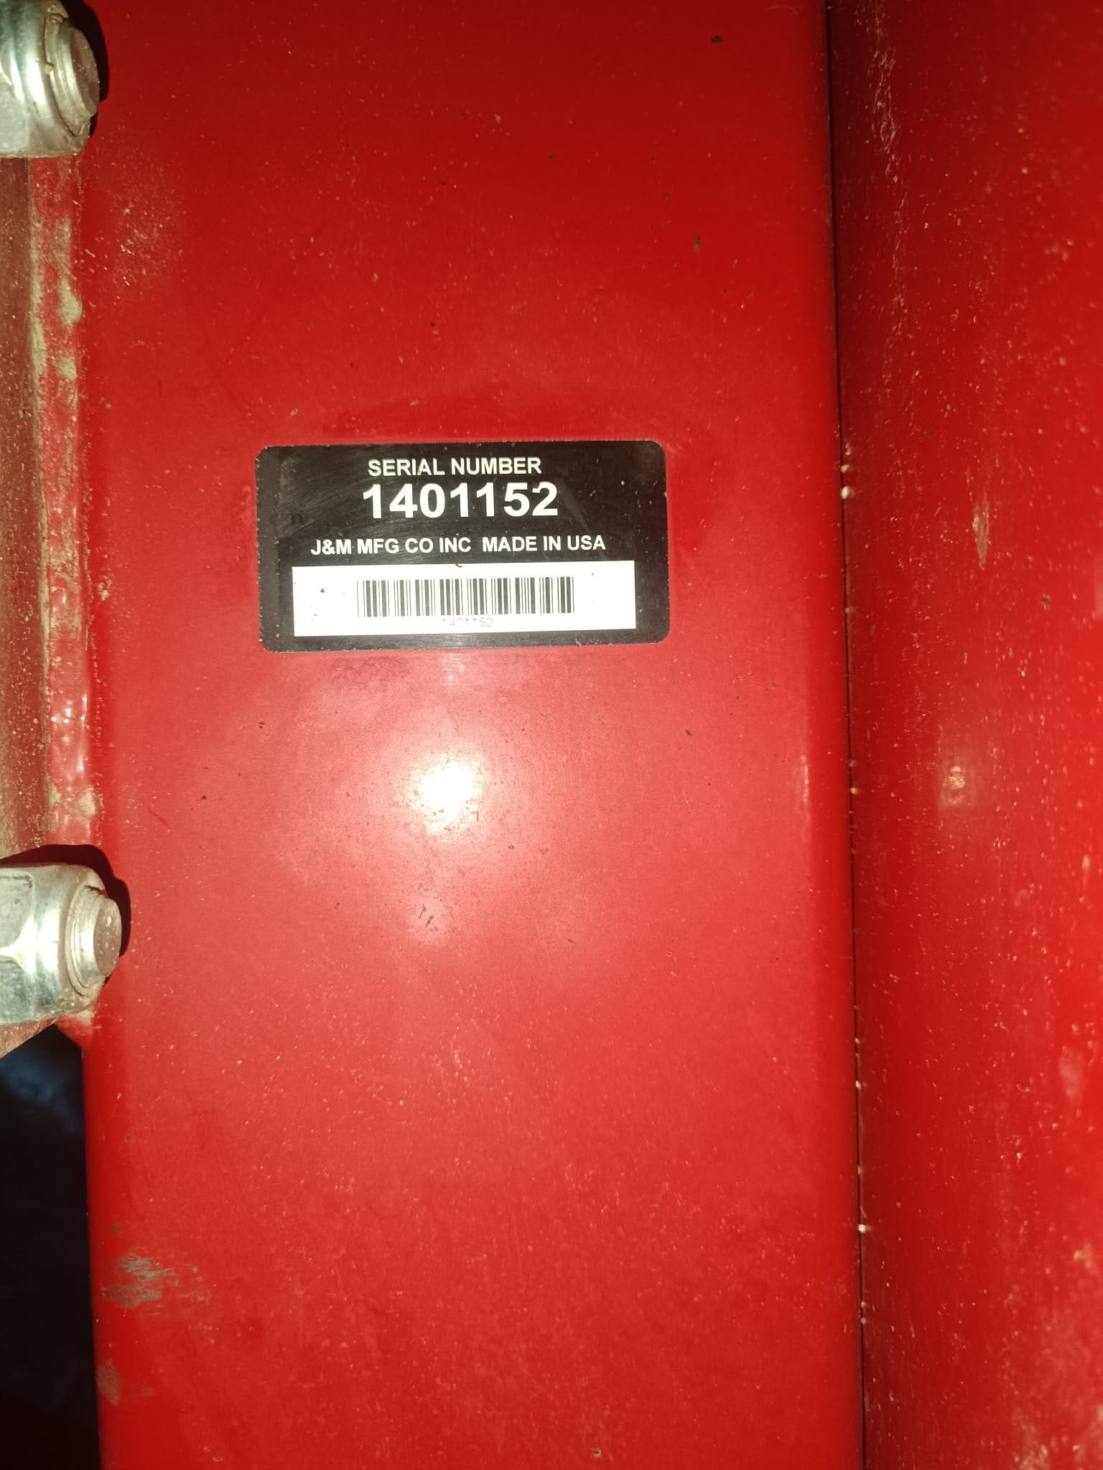 SERIAL NUMBER
1401152
J&M MFG CO INC MADE IN USA
1401152